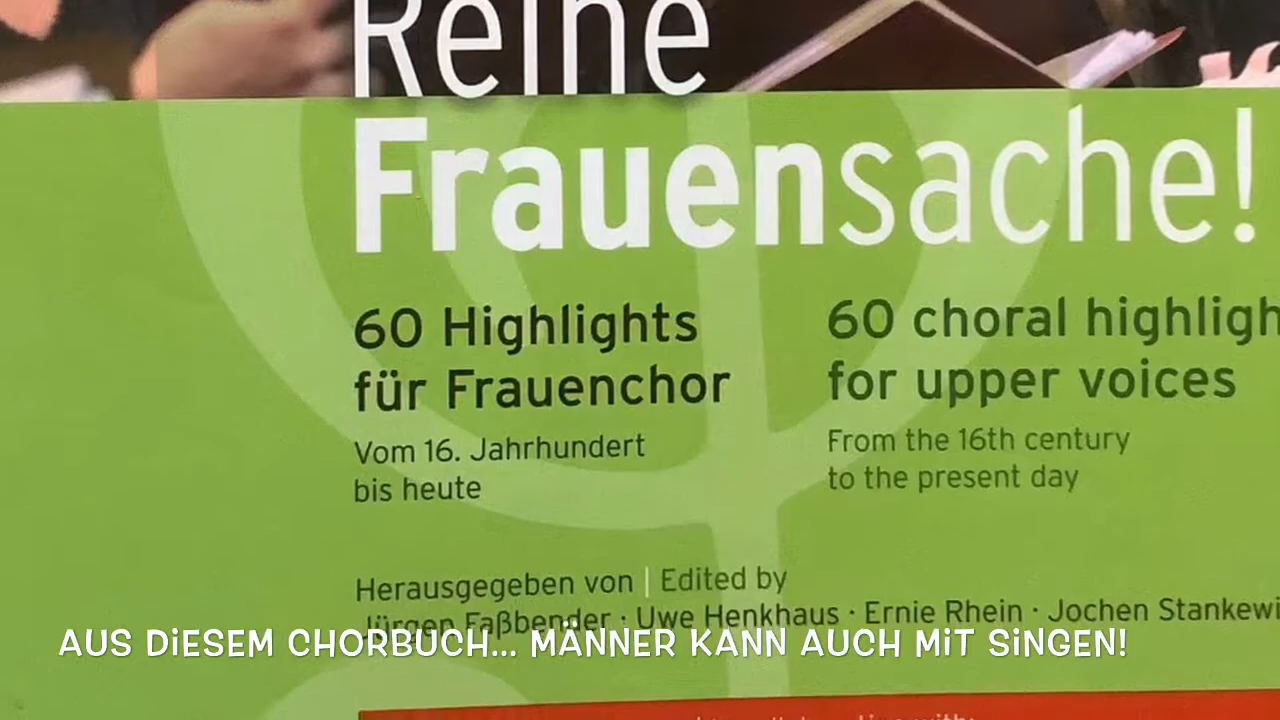 Reine
Frauensache!
60 Highlights
für Frauenchor
Vom 16. Jahrhundert
bis heute
60 choral
for upper voices
From the 16th century
to the present day
Herausgegeben von | Edited by
Jürgen Faßbender · Uwe Henkhaus · Ernie Rhein · Jochen
AUS DiESEM CHORBUCH... MÄNNER KANN AUCH MiT SiNGEN!